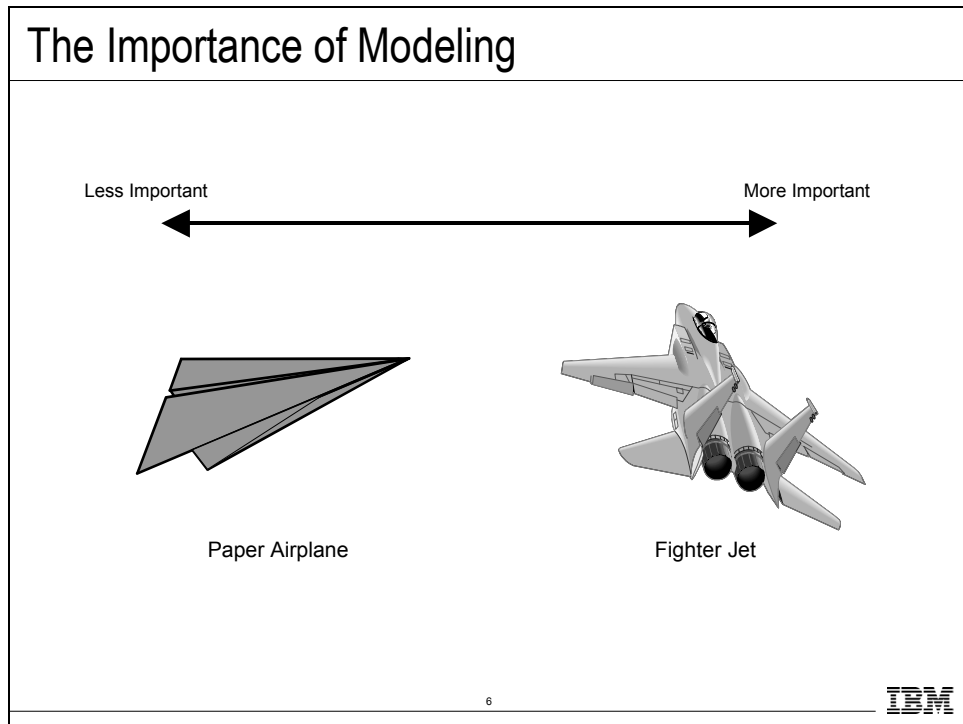 The Importance of Modeling
Less Important
More Important
Paper Airplane
Fighter Jet
6
IBM